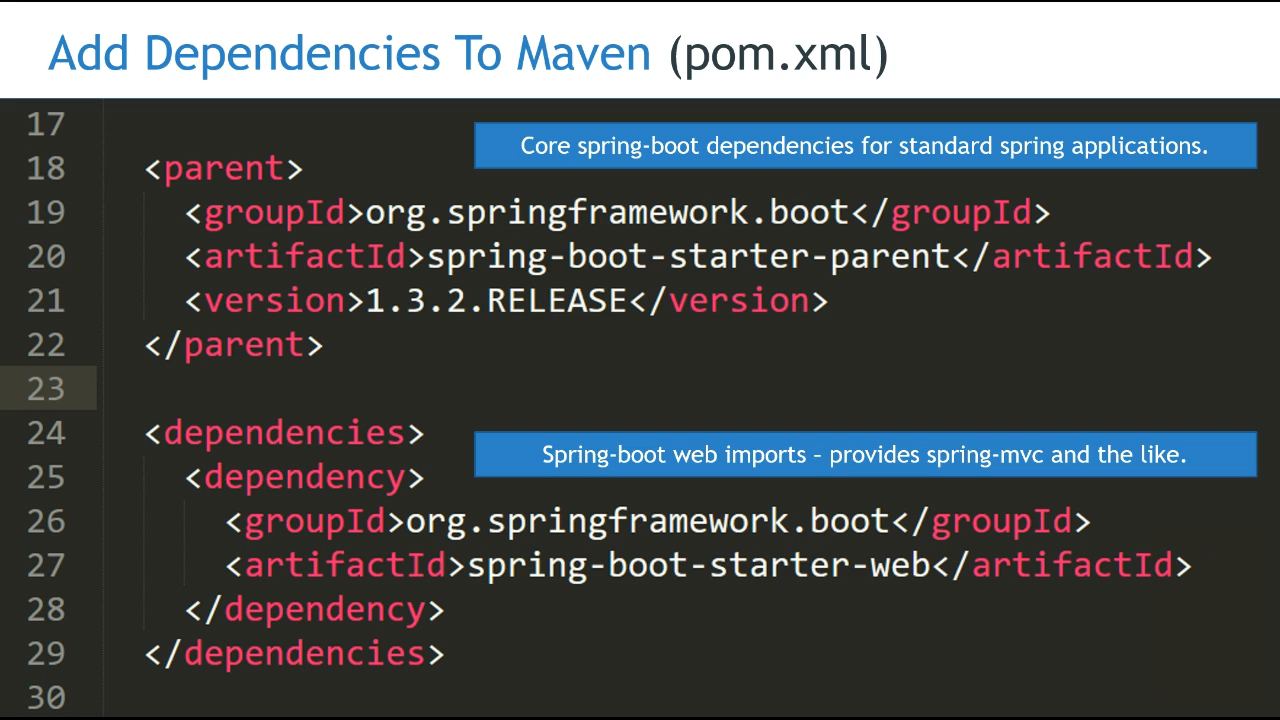 Add Dependencies To Maven (pom.xml)
17
Core spring-boot dependencies for standard spring applications.
18 <parent>
19 <groupId>org.springframework.boot</groupId>
20 <artifactId>spring-boot-starter-parent</artifactId>
21 <version>1.3.2.RELEASE</version>
22 </parent>
23
24 <dependencies>
Spring-boot web imports – provides spring-mvc and the like.
25 <dependency>
26 <groupId>org.springframework.boot</groupId>
27 <artifactId>spring-boot-starter-web</artifactId>
28 </dependency>
29 </dependencies>
30